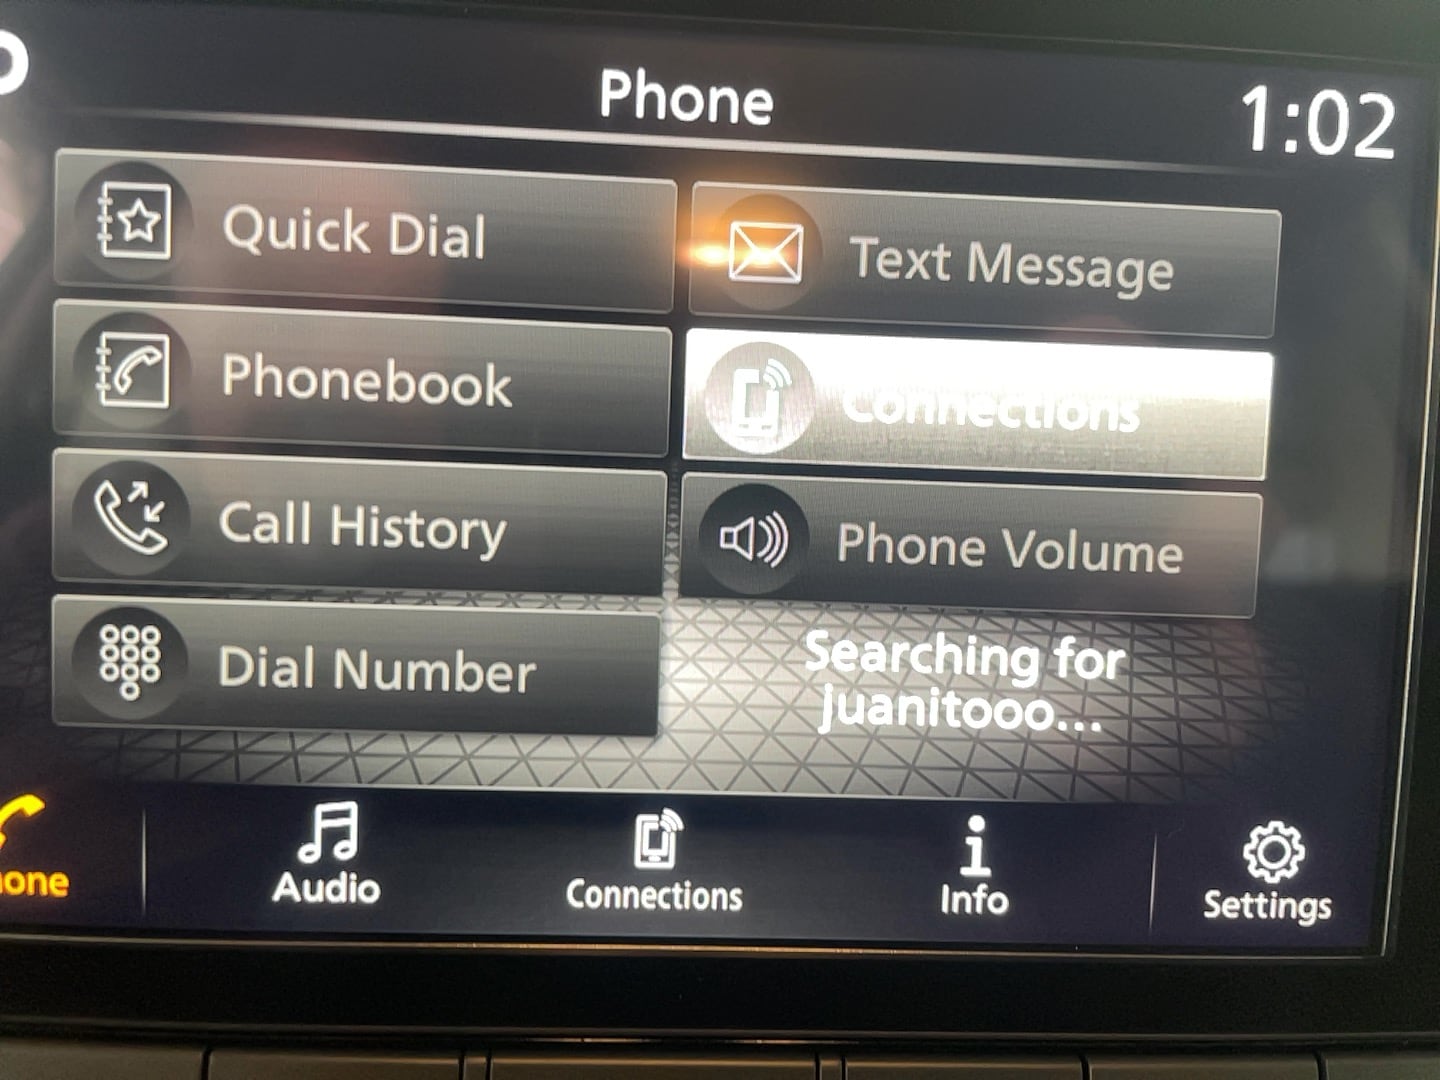 Phone
1:02
Quick Dial
Text Message
Phonebook
Connections
Call History
Phone Volume
Dial Number
Searching for
juanitooo...
Audio
Connections
Info
Settings